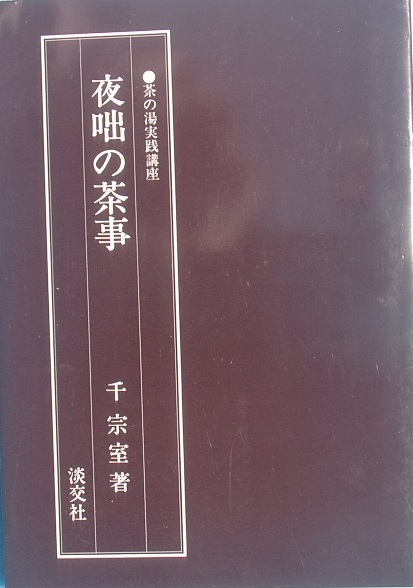 ●茶の湯実践講座
夜咄の茶事
千宗室著
淡交社